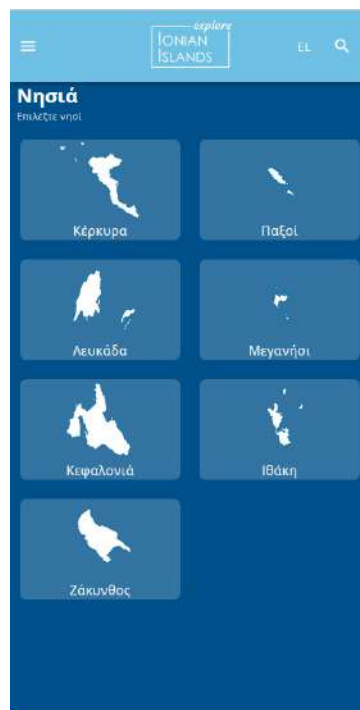 explore
IONIAN
ISLANDS
EL
Νησιά
Επιλέξτε νησί
Κέρκυρα
Παξοί
Λευκάδα
Μεγανήσι
Κεφαλονιά
Ιθάκη
Ζάκυνθος